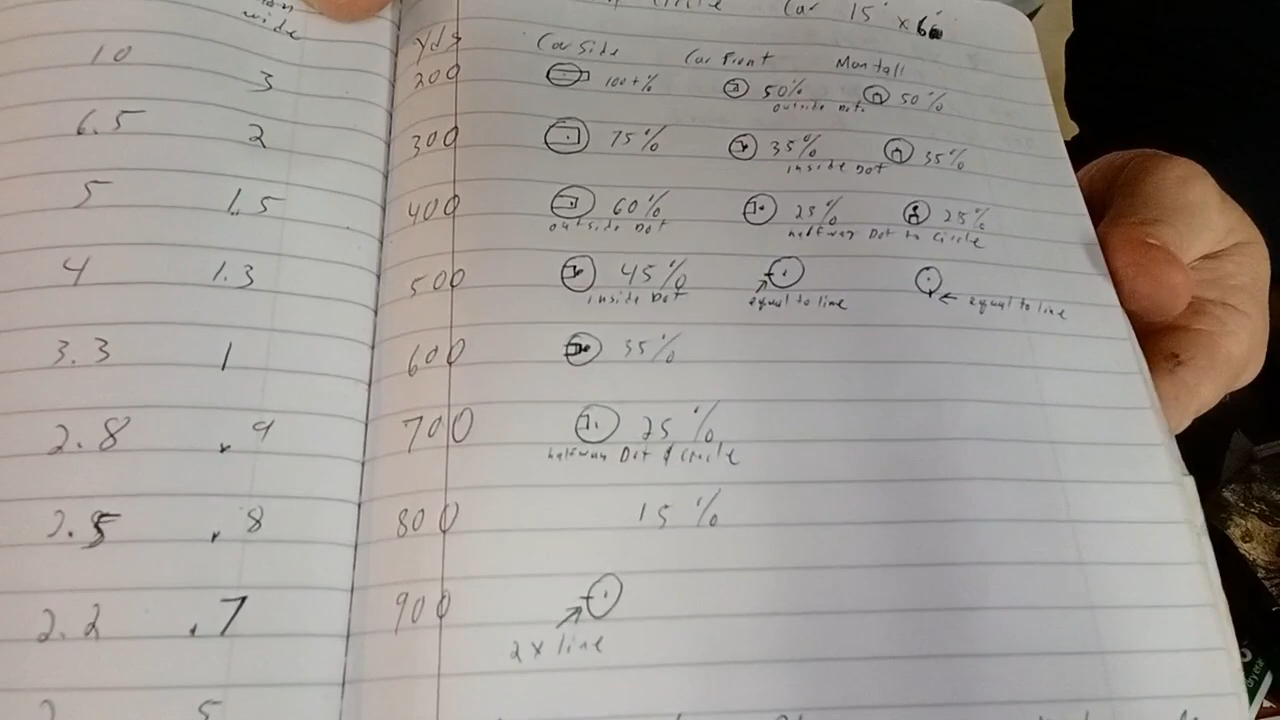 wide
10 3
6.5 2
5 1.5
4 1.3
3.3 1
2.8 .9
2.5 .8
2.2 .7
5
Circle Car 15' x 6
yds Car Side Car Front Man tall
200 100+% 50% 50%
outside Dot
300 75% 35% 35%
inside Dot
400 60% 25% 25%
outside Dot halfway Dot to Circle
500 45%
inside Dot equal to line ← equal to line
600 35%
700 25%
halfway Dot & Circle
800 15%
900
2x line